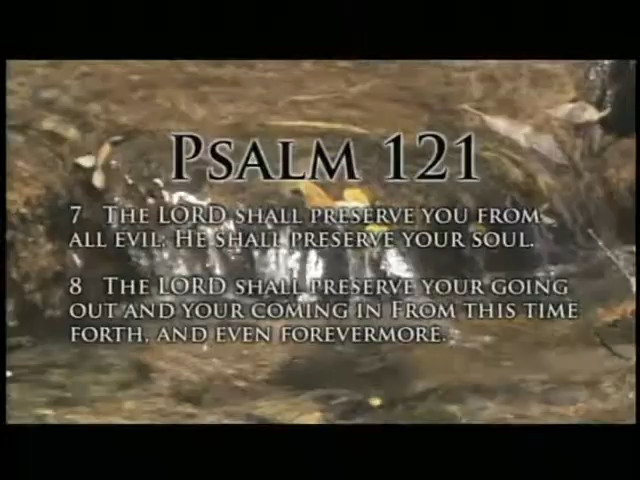 PSALM 121
7 THE LORD SHALL PRESERVE YOU FROM
ALL EVIL; HE SHALL PRESERVE YOUR SOUL.
8 THE LORD SHALL PRESERVE YOUR GOING
OUT AND YOUR COMING IN FROM THIS TIME
FORTH, AND EVEN FOREVERMORE.